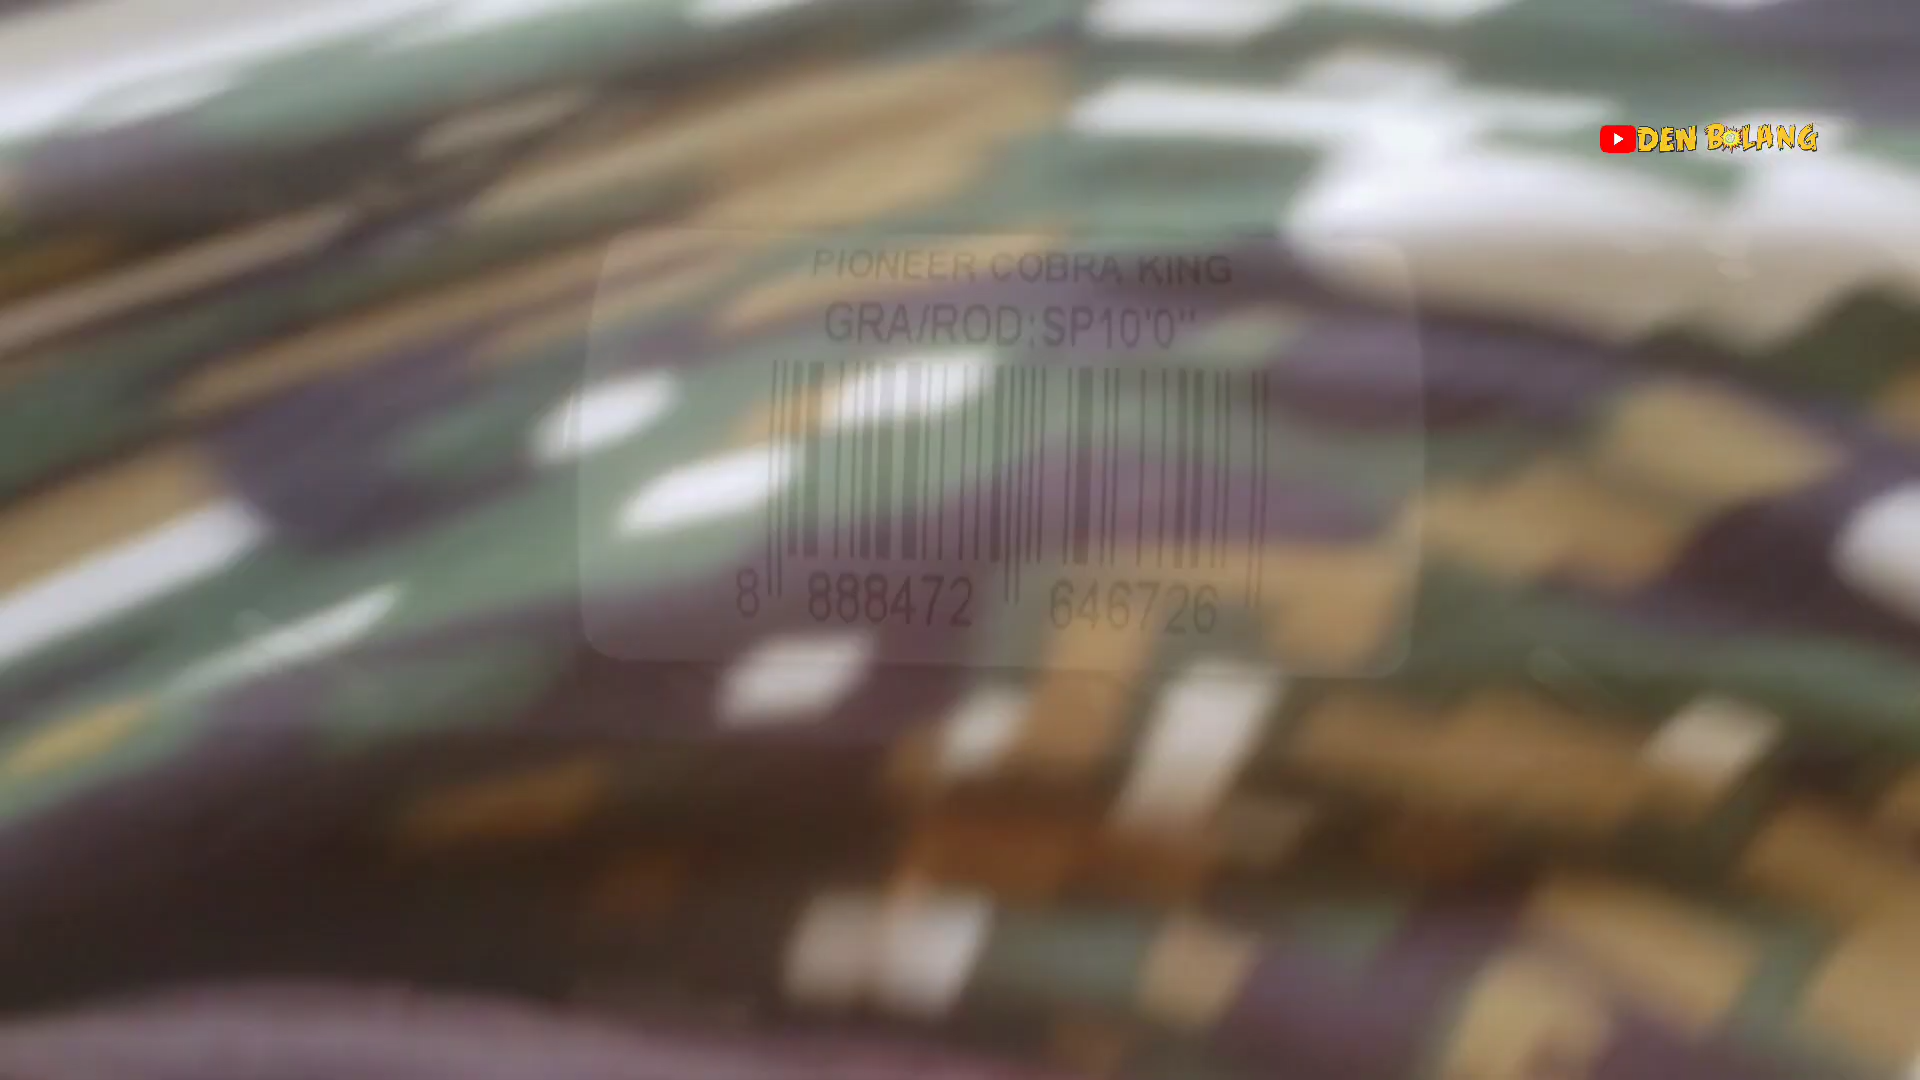 DEN BOLANG
PIONEER COBRA KING
GRA/ROD:SP10'0"
8 888472 646726